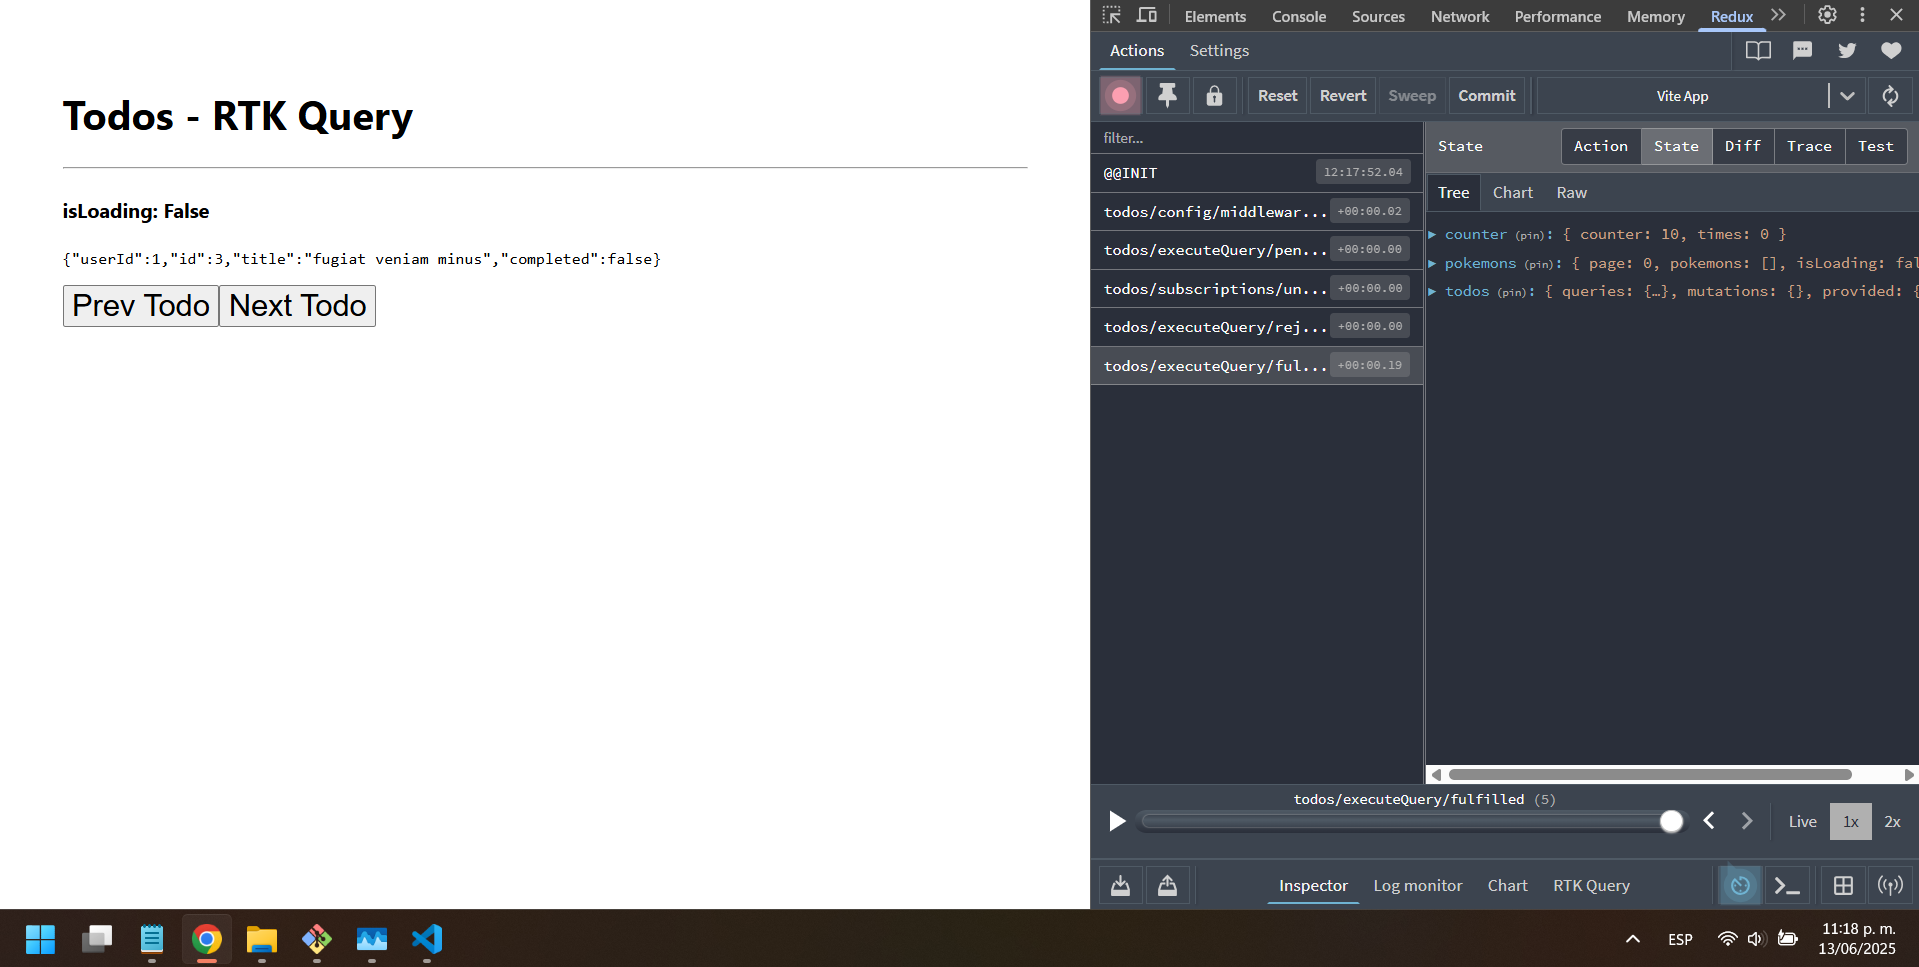 Todos - RTK Query
isLoading: False
{"userId":1,"id":3,"title":"fugiat veniam minus","completed":false}
Prev Todo Next Todo
Elements Console Sources Network Performance Memory Redux
Actions Settings
Reset Revert Sweep Commit Vite App
filter...
@@INIT 12:17:52.04
todos/config/middlewar... +00:00.02
todos/executeQuery/pen... +00:00.00
todos/subscriptions/un... +00:00.00
todos/executeQuery/rej... +00:00.00
todos/executeQuery/ful... +00:00.19
State Action State Diff Trace Test
Tree Chart Raw
counter (pin): { counter: 10, times: 0 }
pokemons (pin): { page: 0, pokemons: [], isLoading: fal
todos (pin): { queries: {…}, mutations: {}, provided: {
todos/executeQuery/fulfilled (5)
Live 1x 2x
Inspector Log monitor Chart RTK Query
ESP
11:18 p. m.
13/06/2025